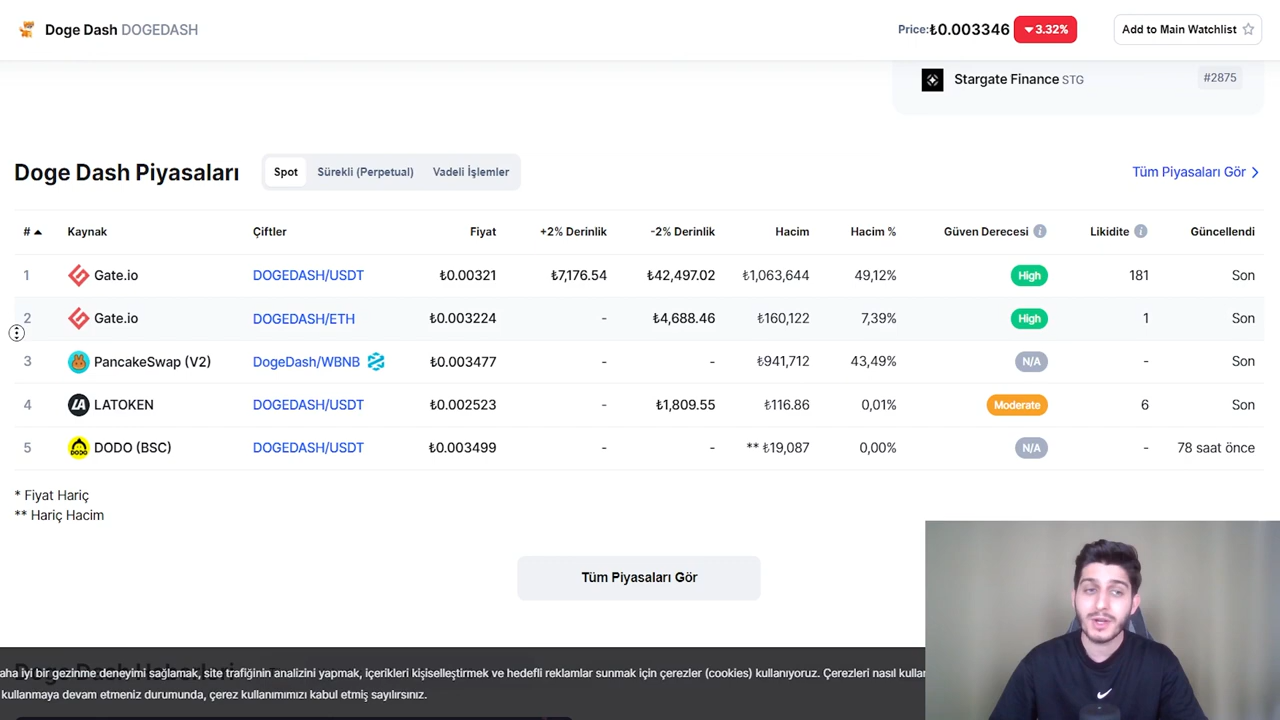 Doge Dash DOGEDASH
Price:₺0.003346 3.32% Add to Main Watchlist
Stargate Finance STG #2875
Doge Dash Piyasaları Spot Sürekli (Perpetual) Vadeli İşlemler Tüm Piyasaları Gör
# Kaynak Çiftler Fiyat +2% Derinlik -2% Derinlik Hacim Hacim % Güven Derecesi Likidite Güncellendi
1 Gate.io DOGEDASH/USDT ₺0.00321 ₺7,176.54 ₺42,497.02 ₺1,063,644 49,12% High 181 Son
2 Gate.io DOGEDASH/ETH ₺0.003224 - ₺4,688.46 ₺160,122 7,39% High 1 Son
3 PancakeSwap (V2) DogeDash/WBNB ₺0.003477 - - ₺941,712 43,49% N/A - Son
4 LATOKEN DOGEDASH/USDT ₺0.002523 - ₺1,809.55 ₺116.86 0,01% Moderate 6 Son
5 DODO (BSC) DOGEDASH/USDT ₺0.003499 - - ** ₺19,087 0,00% N/A - 78 saat önce
* Fiyat Hariç
** Hariç Hacim
Tüm Piyasaları Gör
aha iyi bir gezinme deneyimi sağlamak, site trafiğinin analizini yapmak, içerikleri kişiselleştirmek ve hedefli reklamlar sunmak için çerezler (cookies) kullanıyoruz. Çerezleri nasıl kullan
kullanmaya devam etmeniz durumunda, çerez kullanımımızı kabul etmiş sayılırsınız.